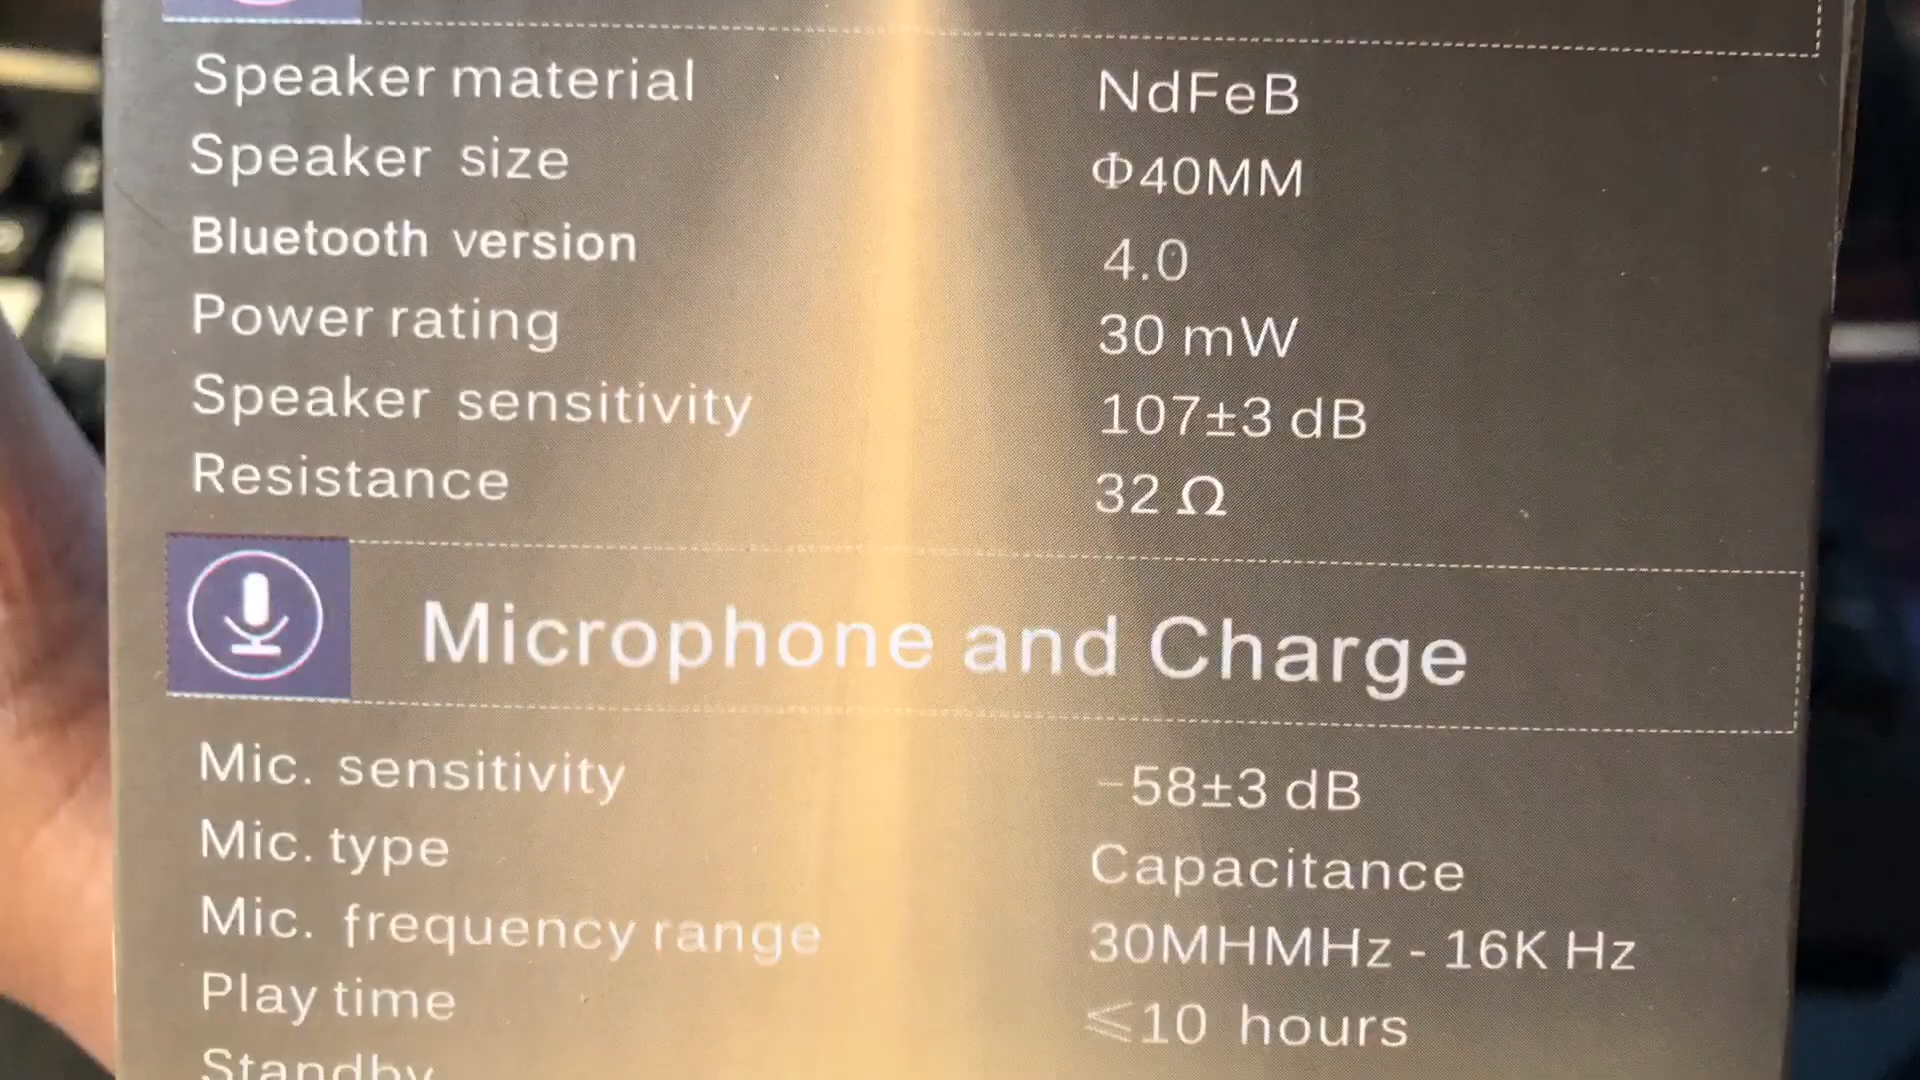 Speaker material NdFeB
Speaker size Φ40MM
Bluetooth version 4.0
Power rating 30 mW
Speaker sensitivity 107±3 dB
Resistance 32 Ω
Microphone and Charge
Mic. sensitivity -58±3 dB
Mic. type Capacitance
Mic. frequency range 30MHMHz - 16K Hz
Play time ⩽10 hours
Standby